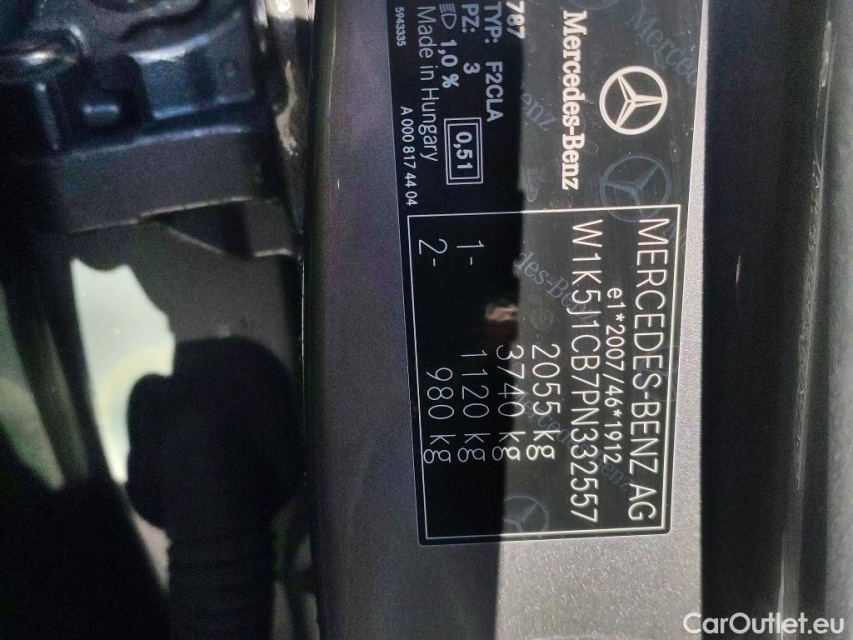 Mercedes-Benz
787
TYP: F2CLA
PZ: 3
1,0 %
0,51
Made in Hungary
5943335
A 000 817 44 04
MERCEDES-BENZ AG
e1*2007/46*1912
W1K5J1CB7PN332557
2055 kg
3740 kg
1- 1120 kg
2- 980 kg
CarOutlet.eu